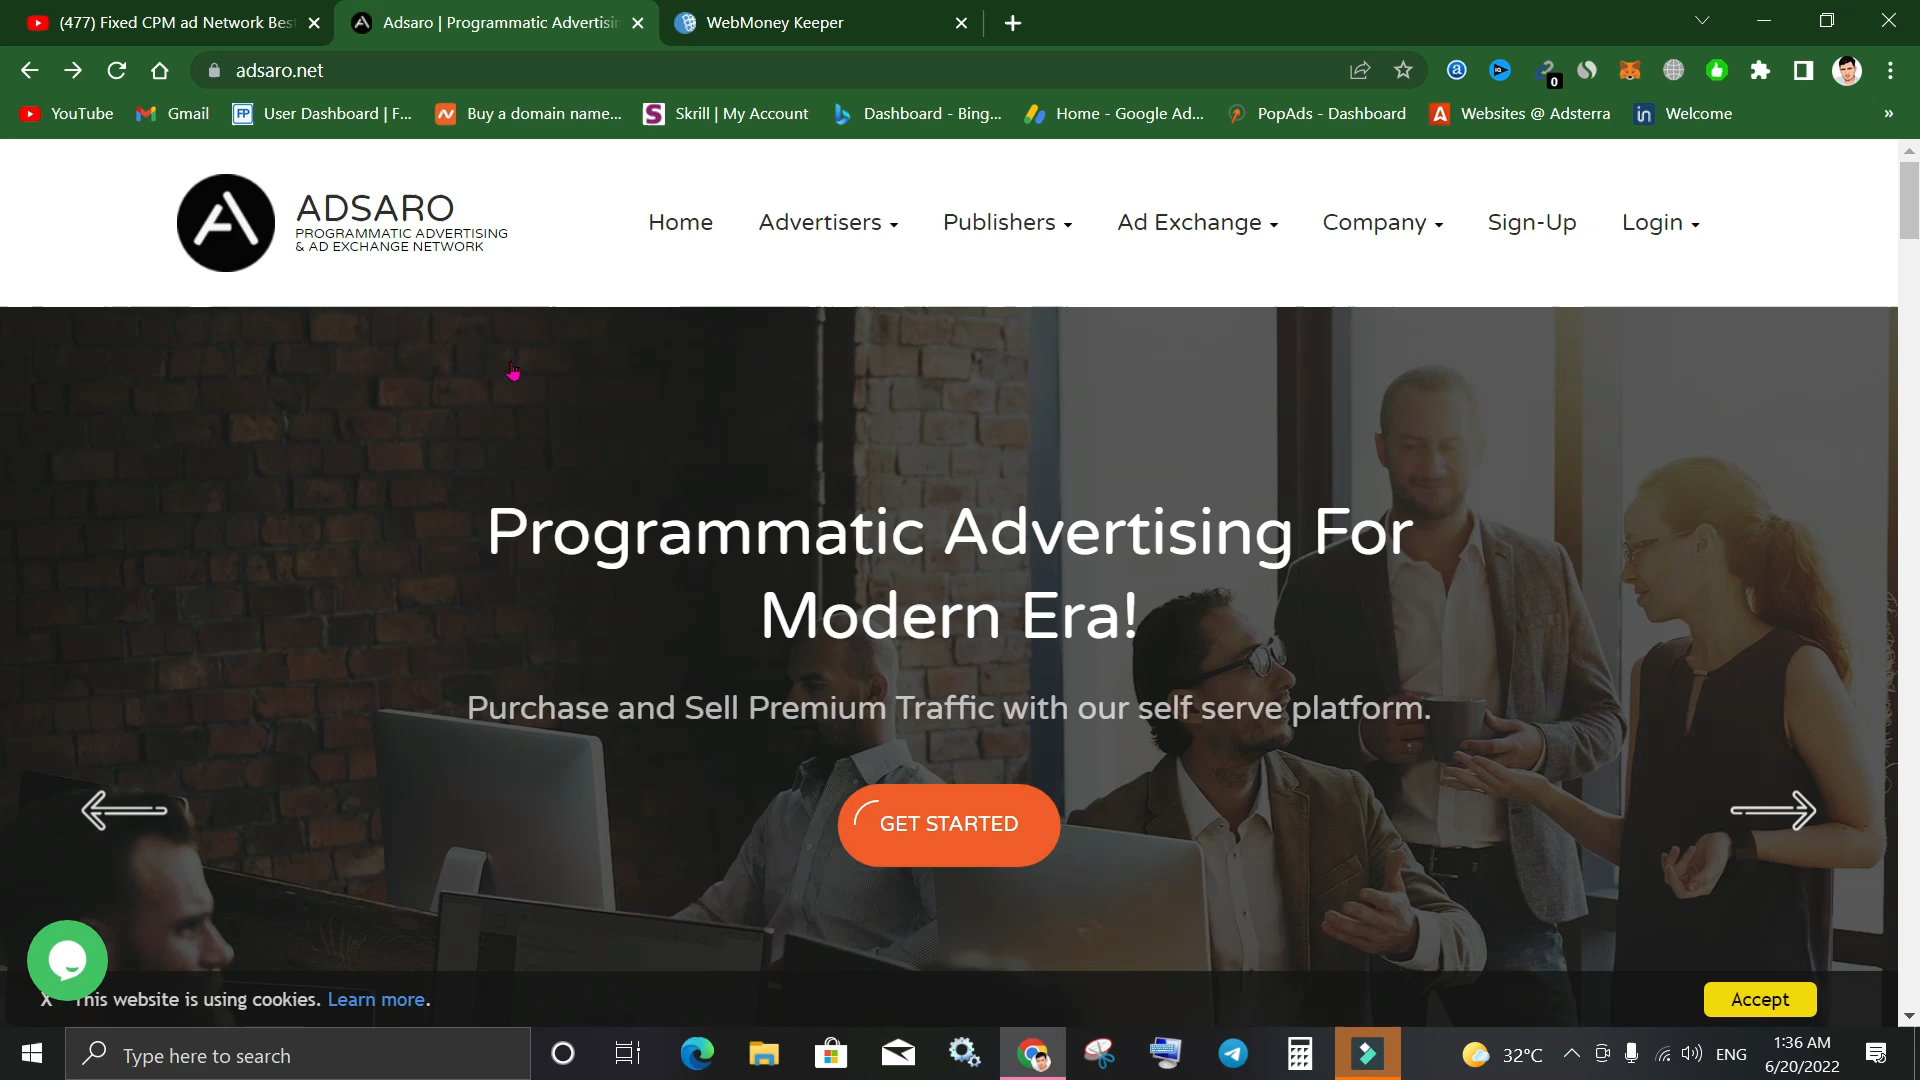 (477) Fixed CPM ad Network Best
Adsaro | Programmatic Advertisin
WebMoney Keeper
adsaro.net
0
YouTube
Gmail
User Dashboard | F...
Buy a domain name...
Skrill | My Account
Dashboard - Bing...
Home - Google Ad...
PopAds - Dashboard
Websites @ Adsterra
Welcome
»
ADSARO
PROGRAMMATIC ADVERTISING
& AD EXCHANGE NETWORK
Home
Advertisers
Publishers
Ad Exchange
Company
Sign-Up
Login
Programmatic Advertising For
Modern Era!
Purchase and Sell Premium Traffic with our self serve platform.
GET STARTED
X This website is using cookies. Learn more.
Accept
Type here to search
32°C
ENG
1:36 AM
6/20/2022